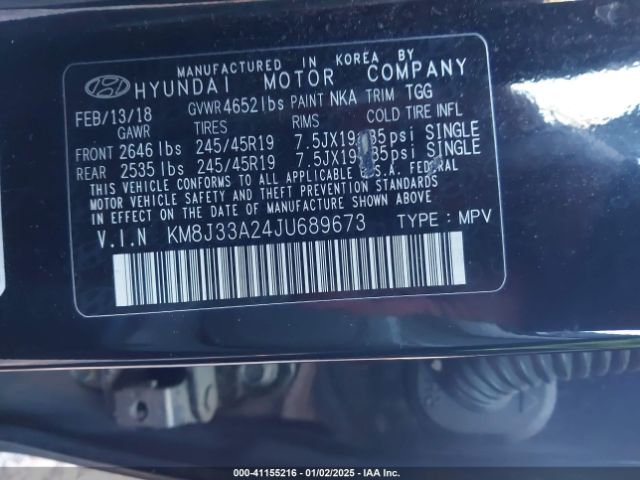 MANUFACTURED IN KOREA BY
HYUNDAI MOTOR COMPANY
FEB/13/18 GVWR 4652lbs PAINT NKA TRIM TGG
GAWR TIRES RIMS COLD TIRE INFL
FRONT 2646 lbs 245/45R19 7.5JX19 35psi SINGLE
REAR 2535 lbs 245/45R19 7.5JX19 35psi SINGLE
THIS VEHICLE CONFORMS TO ALL APPLICABLE U.S.A. FEDERAL
MOTOR VEHICLE SAFETY AND THEFT PREVENTION STANDARDS
IN EFFECT ON THE DATE OF MANUFACTURE SHOWN ABOVE.
V.I.N KM8J33A24JU689673 TYPE : MPV
© - 41155216 - 01/02/2025 - IAA Inc.